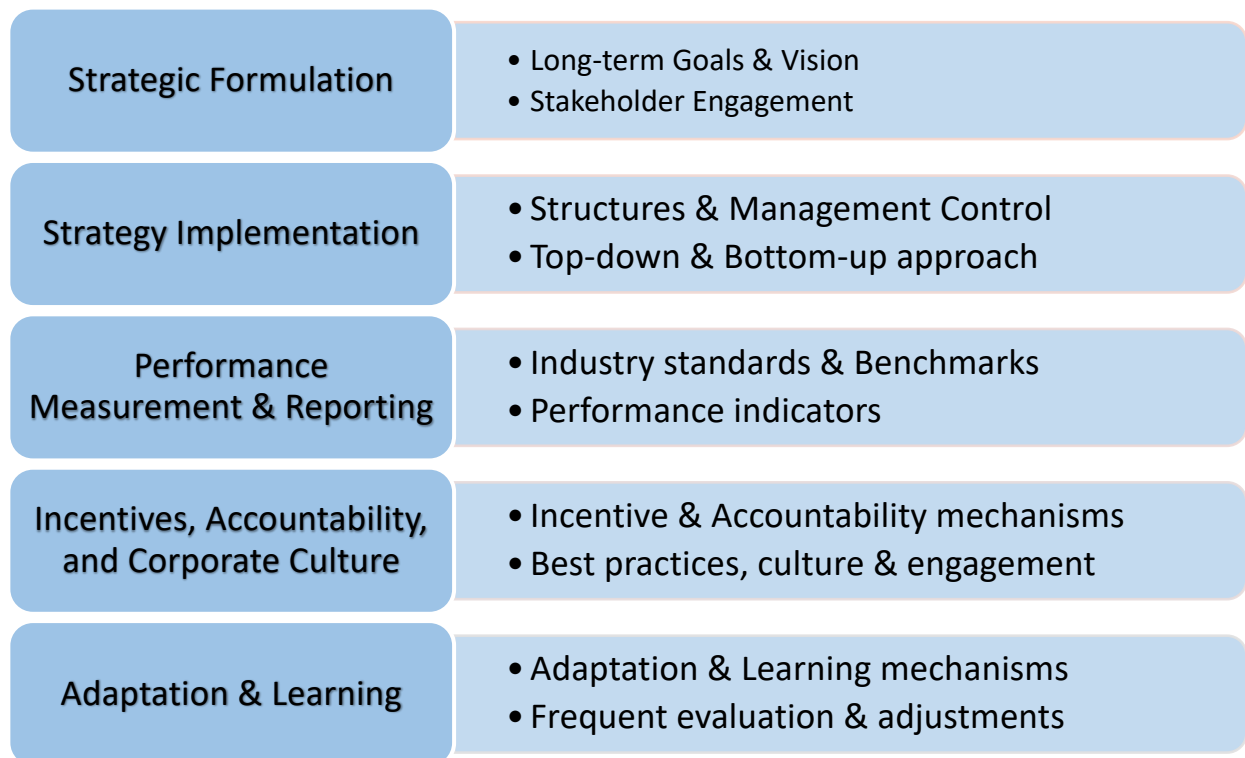 Strategic Formulation
• Long-term Goals & Vision
• Stakeholder Engagement
Strategy Implementation
• Structures & Management Control
• Top-down & Bottom-up approach
Performance
Measurement & Reporting
• Industry standards & Benchmarks
• Performance indicators
Incentives, Accountability,
and Corporate Culture
• Incentive & Accountability mechanisms
• Best practices, culture & engagement
Adaptation & Learning
• Adaptation & Learning mechanisms
• Frequent evaluation & adjustments